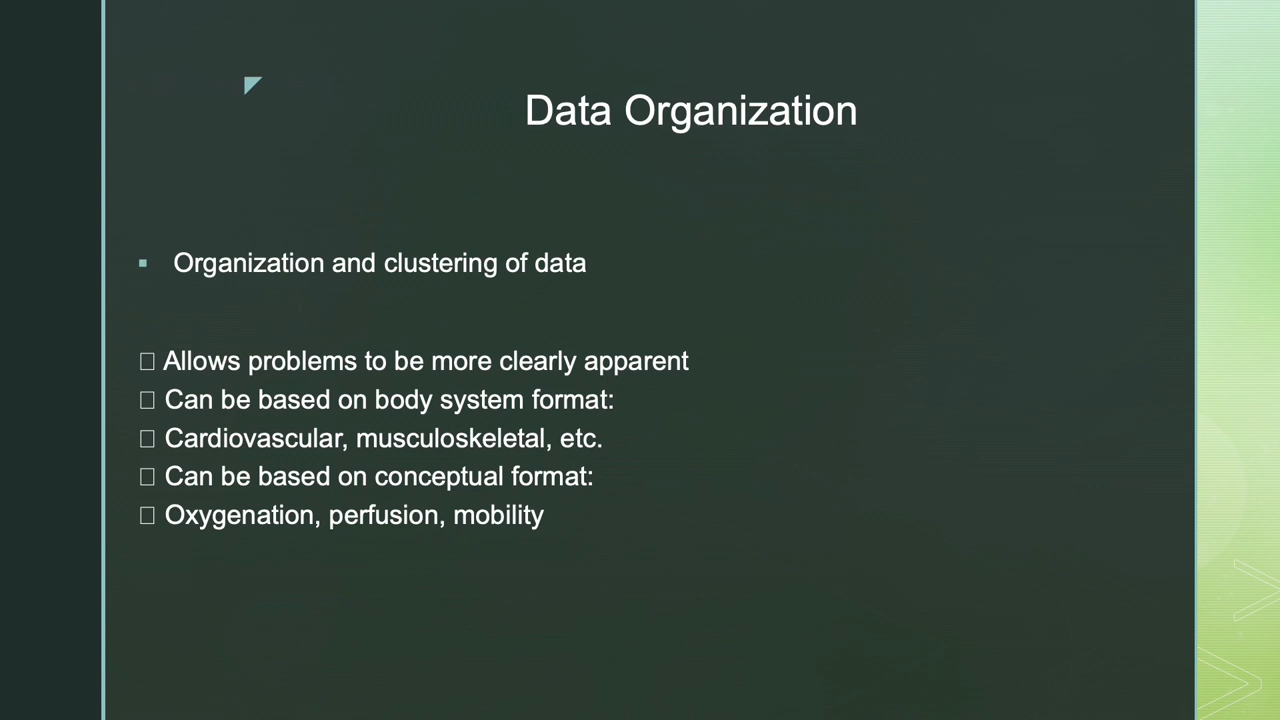 Data Organization
▪ Organization and clustering of data
□ Allows problems to be more clearly apparent
□ Can be based on body system format:
□ Cardiovascular, musculoskeletal, etc.
□ Can be based on conceptual format:
□ Oxygenation, perfusion, mobility